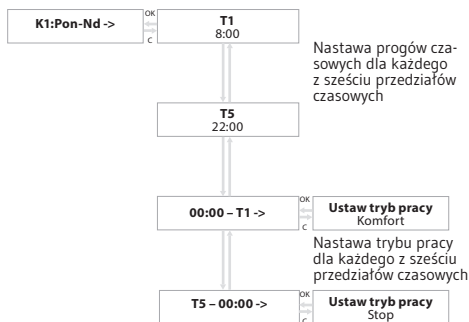 K1:Pon-Nd ->
OK
C
T1
8:00
Nastawa progów cza-
sowych dla każdego
z sześciu przedziałów
czasowych
T5
22:00
00:00 – T1 ->
OK
C
Ustaw tryb pracy
Komfort
Nastawa trybu pracy
dla każdego z sześciu
przedziałów czasowych
T5 – 00:00 ->
OK
C
Ustaw tryb pracy
Stop